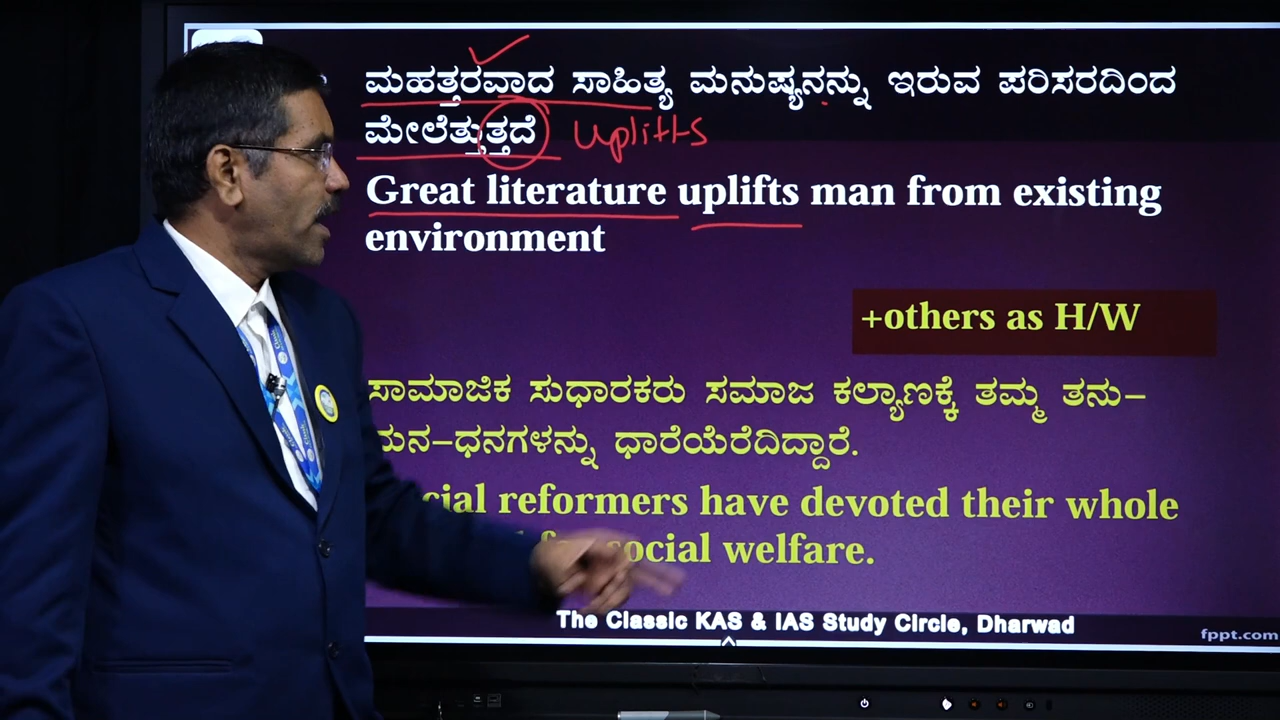 ಮಹತ್ತರವಾದ ಸಾಹಿತ್ಯ ಮನುಷ್ಯನನ್ನು ಇರುವ ಪರಿಸರದಿಂದ
ಮೇಲೆತ್ತುತ್ತದೆ uplifts
Great literature uplifts man from existing
environment
+others as H/W
ಸಾಮಾಜಿಕ ಸುಧಾರಕರು ಸಮಾಜ ಕಲ್ಯಾಣಕ್ಕೆ ತಮ್ಮ ತನು–
ಮನ–ಧನಗಳನ್ನು ಧಾರೆಯೆರೆದಿದ್ದಾರೆ.
reformers have devoted their whole
social welfare.
The Classic KAS & IAS Study Circle, Dharwad
fppt.com